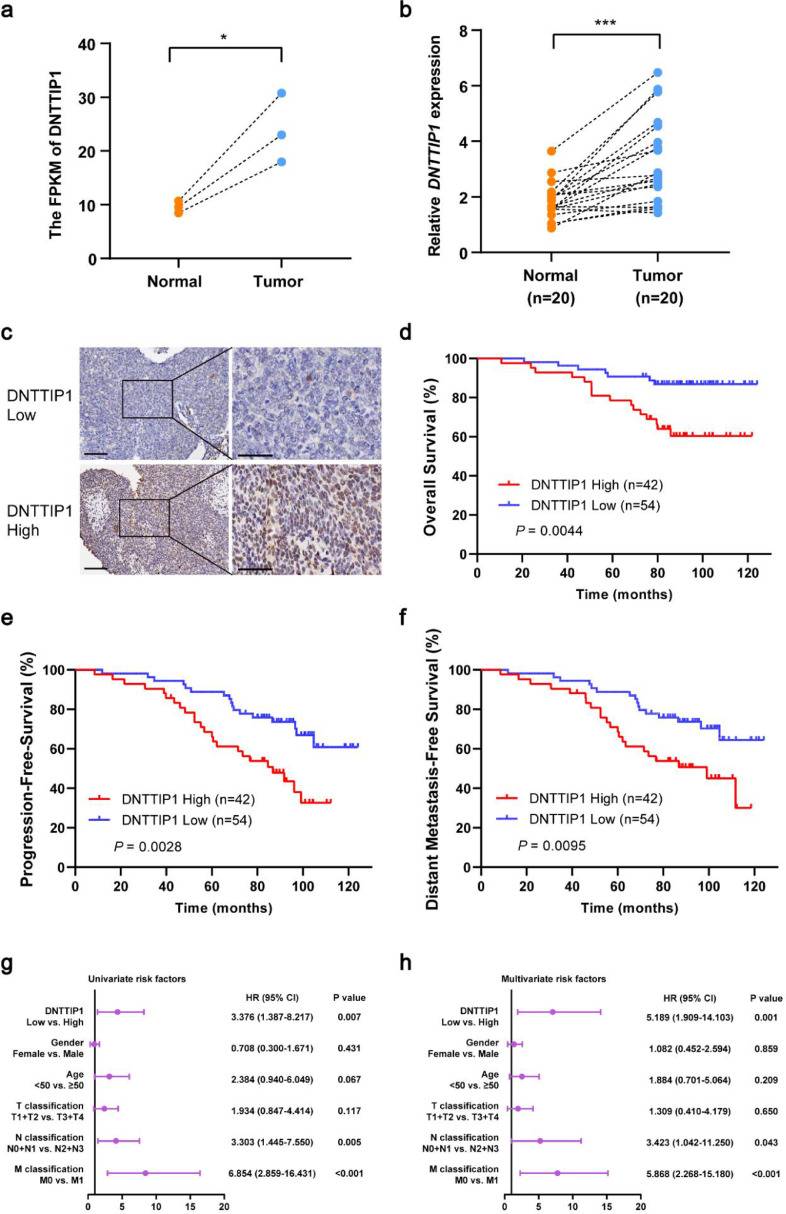 a
*
The FPKM of DNTTIP1
40
30
20
10
0
Normal
Tumor
b
***
Relative DNTTIP1 expression
8
6
4
2
0
Normal
(n=20)
Tumor
(n=20)
c
DNTTIP1
Low
DNTTIP1
High
d
Overall Survival (%)
100
80
60
40
20
0
DNTTIP1 High (n=42)
DNTTIP1 Low (n=54)
P = 0.0044
0 20 40 60 80 100 120
Time (months)
e
Progression-Free-Survival (%)
100
80
60
40
20
0
DNTTIP1 High (n=42)
DNTTIP1 Low (n=54)
P = 0.0028
0 20 40 60 80 100 120
Time (months)
f
Distant Metastasis-Free Survival (%)
100
80
60
40
20
0
DNTTIP1 High (n=42)
DNTTIP1 Low (n=54)
P = 0.0095
0 20 40 60 80 100 120
Time (months)
g
Univariate risk factors
HR (95% CI) P value
DNTTIP1
Low vs. High
3.376 (1.387-8.217) 0.007
Gender
Female vs. Male
0.708 (0.300-1.671) 0.431
Age
<50 vs. ≥50
2.384 (0.940-6.049) 0.067
T classification
T1+T2 vs. T3+T4
1.934 (0.847-4.414) 0.117
N classification
N0+N1 vs. N2+N3
3.303 (1.445-7.550) 0.005
M classification
M0 vs. M1
6.854 (2.859-16.431) <0.001
0 5 10 15 20
h
Multivariate risk factors
HR (95% CI) P value
DNTTIP1
Low vs. High
5.189 (1.909-14.103) 0.001
Gender
Female vs. Male
1.082 (0.452-2.594) 0.859
Age
<50 vs. ≥50
1.884 (0.701-5.064) 0.209
T classification
T1+T2 vs. T3+T4
1.309 (0.410-4.179) 0.650
N classification
N0+N1 vs. N2+N3
3.423 (1.042-11.250) 0.043
M classification
M0 vs. M1
5.868 (2.268-15.180) <0.001
0 5 10 15 20